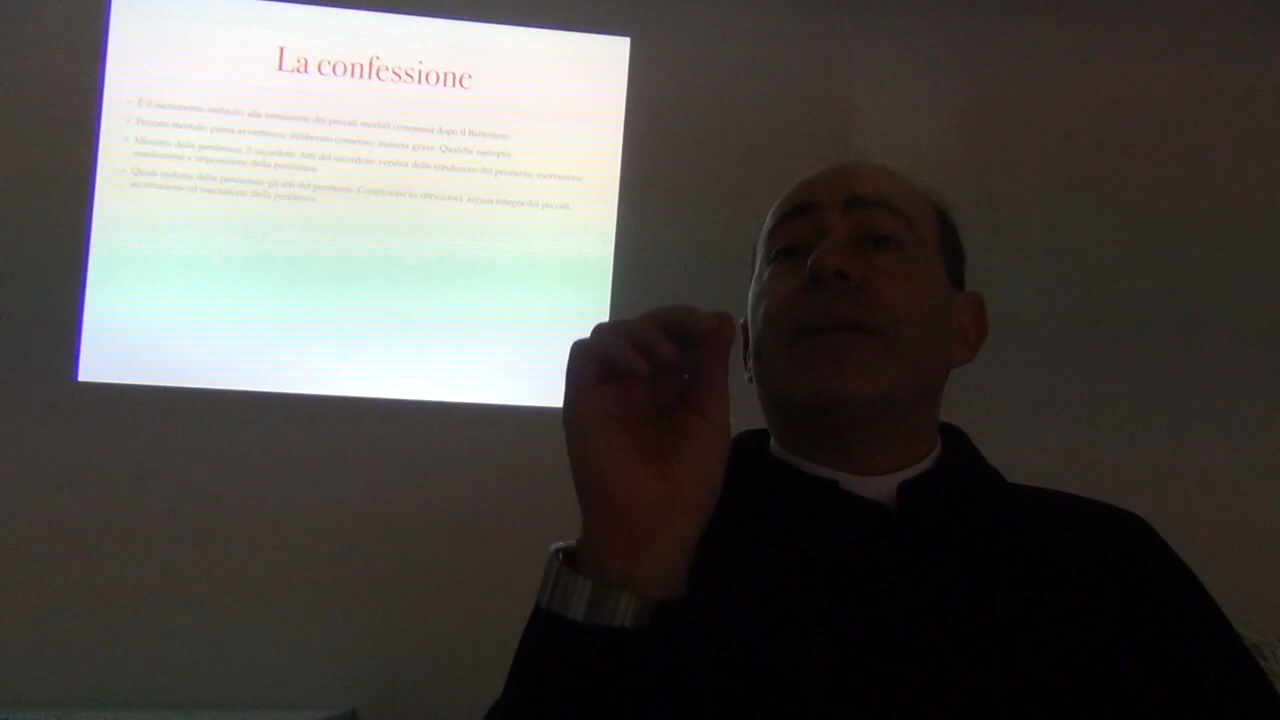 La confessione
È il sacramento ordinato alla remissione dei peccati mortali commessi dopo il Battesimo.
Peccato mortale: piena avvertenza, deliberato consenso, materia grave. Qualche esempio.
Ministro della penitenza: il sacerdote. Atti del sacerdote: verifica delle condizioni del penitente, esortazione,
assoluzione e imposizione della penitenza.
Quasi materia della penitenza: gli atti del penitente. Contrizione (o attrizione), accusa integra dei peccati,
accettazione ed esecuzione della penitenza.